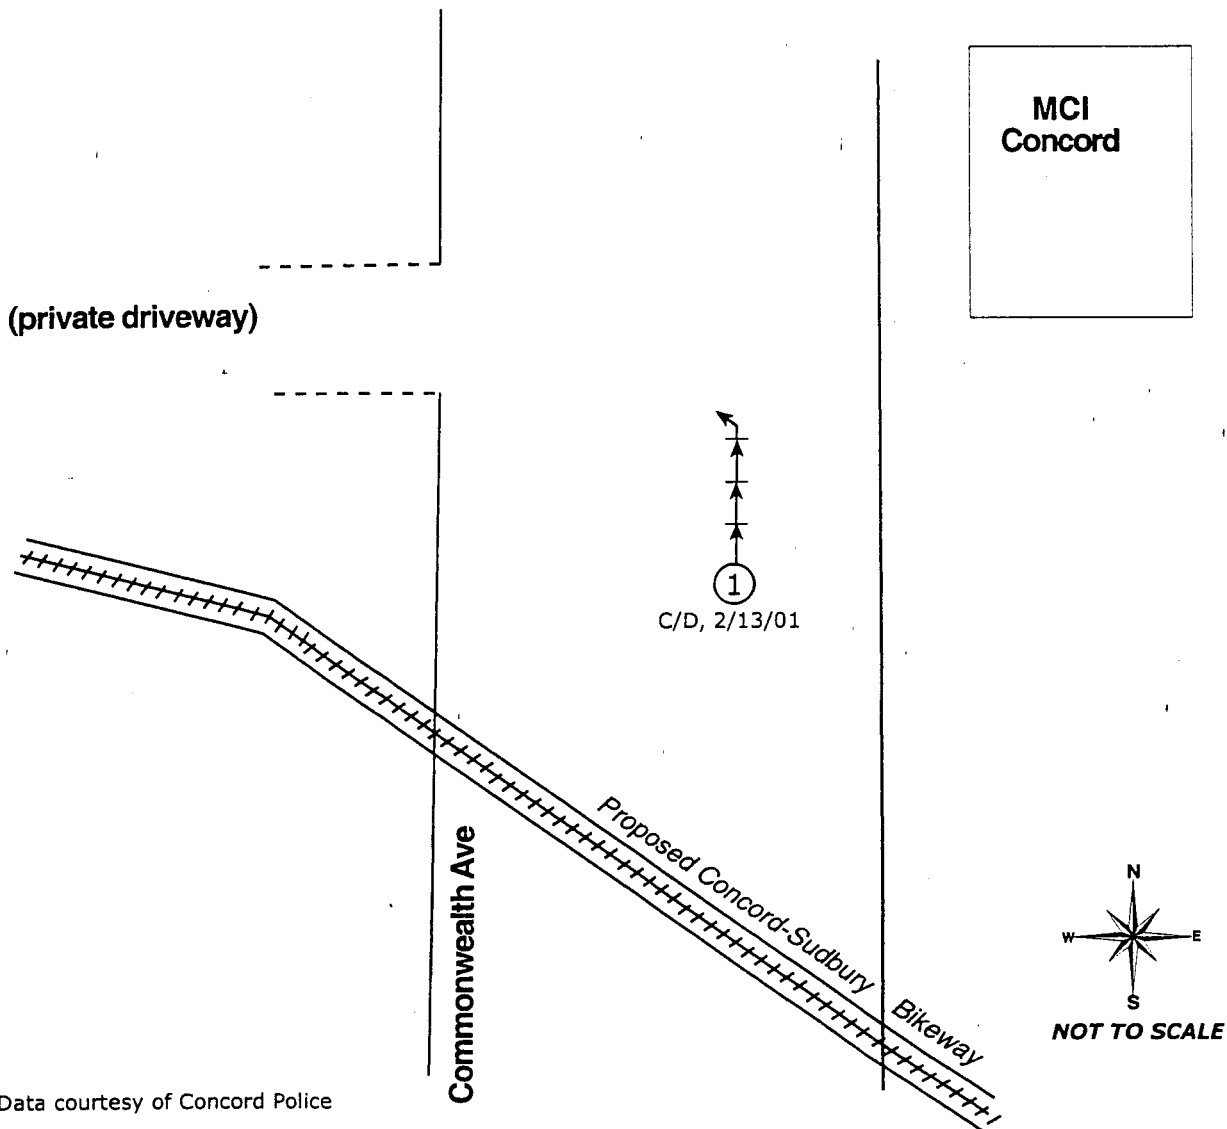 MCI
Concord
(private driveway)
1
C/D, 2/13/01
Proposed Concord-Sudbury Bikeway
Commonwealth Ave
N
W
E
S
NOT TO SCALE
Data courtesy of Concord Police